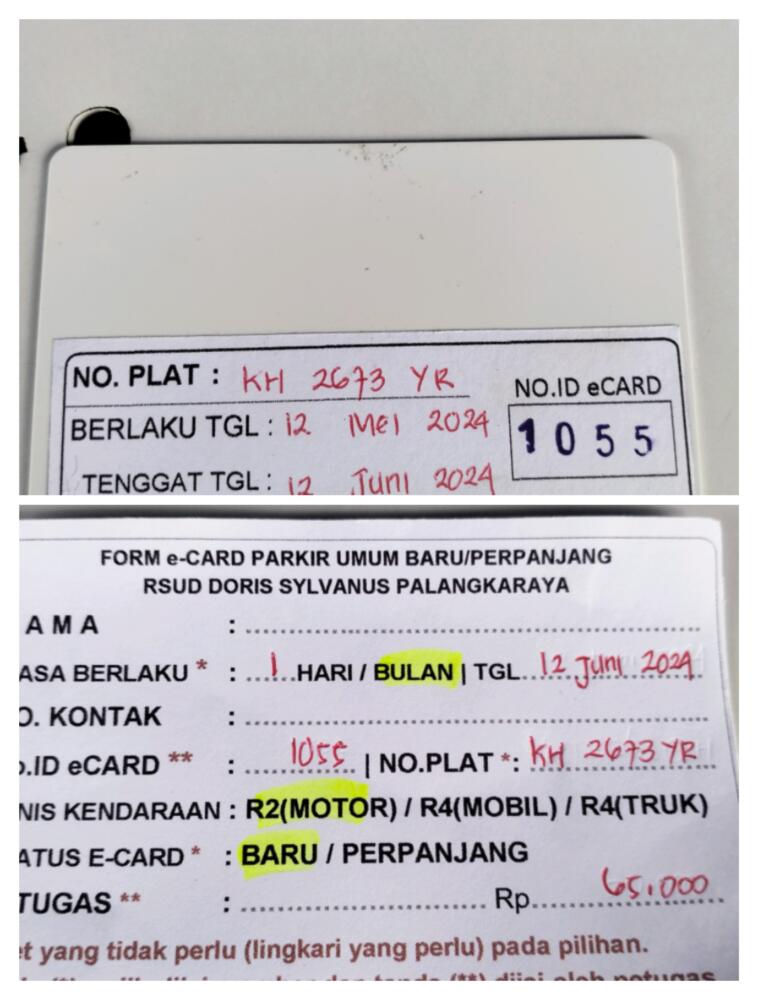 NO. PLAT : KH 2673 YR
NO.ID eCARD
BERLAKU TGL : 12 Mei 2024
1055
TENGGAT TGL : 12 Juni 2024
FORM e-CARD PARKIR UMUM BARU/PERPANJANG
RSUD DORIS SYLVANUS PALANGKARAYA
AMA :
ASA BERLAKU * : 1 HARI / BULAN | TGL 12 Juni 2024
O. KONTAK :
.ID eCARD ** : 1055 | NO.PLAT *: KH 2673 YR
NIS KENDARAAN : R2(MOTOR) / R4(MOBIL) / R4(TRUK)
ATUS E-CARD * : BARU / PERPANJANG
TUGAS ** : Rp. 65.000
et yang tidak perlu (lingkari yang perlu) pada pilihan.